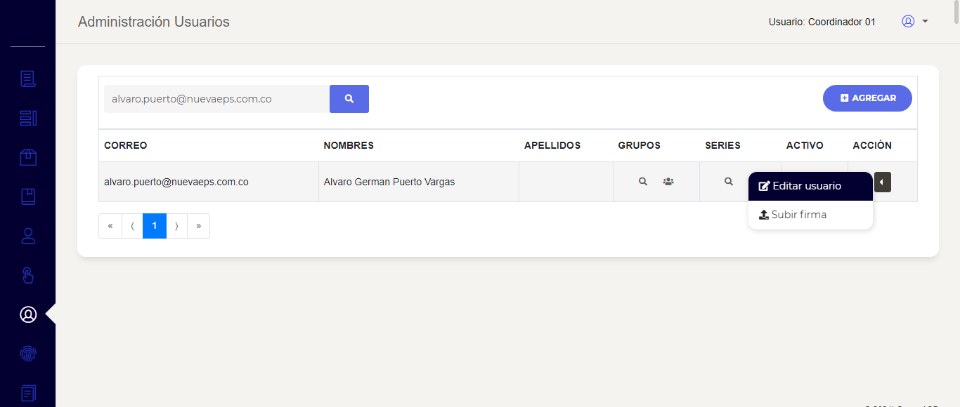 Administración Usuarios
Usuario: Coordinador 01
alvaro.puerto@nuevaeps.com.co
AGREGAR
CORREO NOMBRES APELLIDOS GRUPOS SERIES ACTIVO ACCIÓN
alvaro.puerto@nuevaeps.com.co Alvaro German Puerto Vargas
Editar usuario
Subir firma
« ⟨ 1 ⟩ »